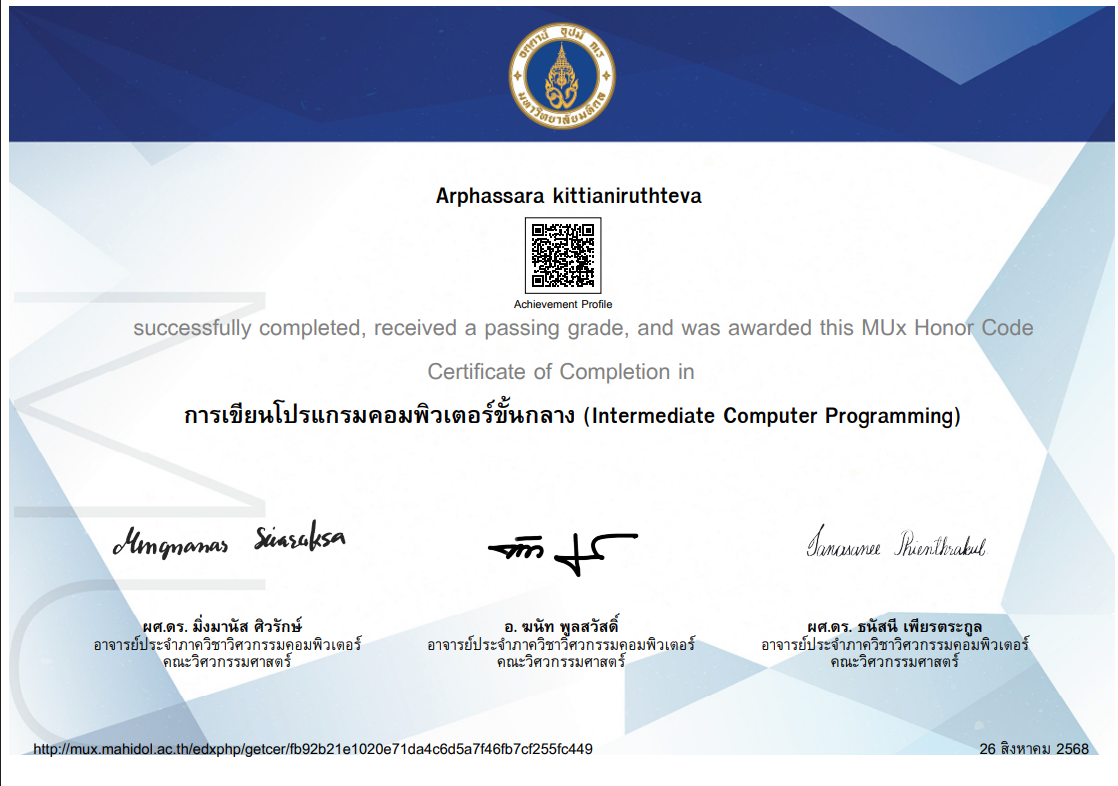 อตฺตานํ อุปมํ กเร
มหาวิทยาลัยมหิดล
Arphassara kittianiruthteva
Achievement Profile
successfully completed, received a passing grade, and was awarded this MUx Honor Code
Certificate of Completion in
การเขียนโปรแกรมคอมพิวเตอร์ขั้นกลาง (Intermediate Computer Programming)
Mingmanas Sivaraksa
Tanasanee Phienthrakul
ผศ.ดร. มิ่งมานัส ศิวรักษ์
อ. ฆนัท พูลสวัสดิ์
ผศ.ดร. ธนัสนี เพียรตระกูล
อาจารย์ประจำภาควิชาวิศวกรรมคอมพิวเตอร์
อาจารย์ประจำภาควิชาวิศวกรรมคอมพิวเตอร์
อาจารย์ประจำภาควิชาวิศวกรรมคอมพิวเตอร์
คณะวิศวกรรมศาสตร์
คณะวิศวกรรมศาสตร์
คณะวิศวกรรมศาสตร์
http://mux.mahidol.ac.th/edxphp/getcer/fb92b21e1020e71da4c6d5a7f46fb7cf255fc449
26 สิงหาคม 2568